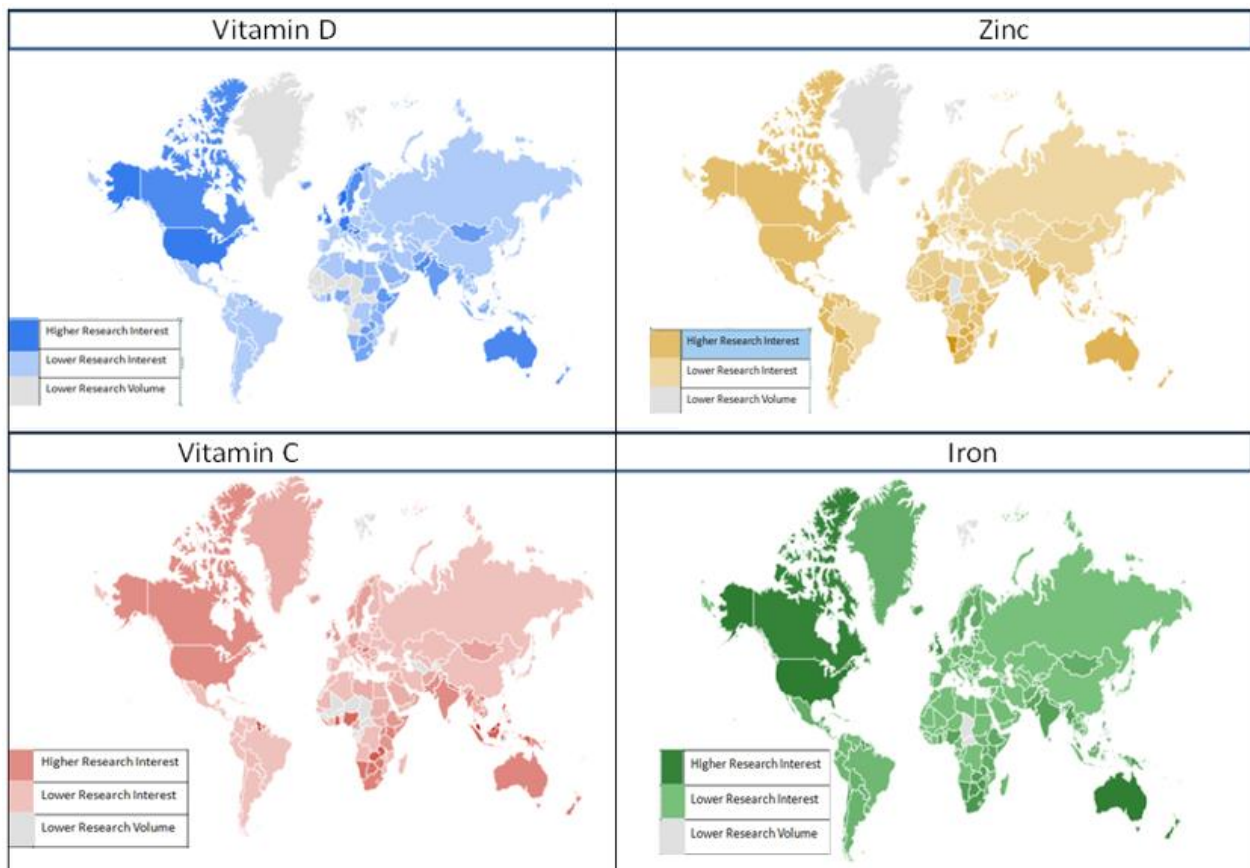 Vitamin D
Zinc
Higher Research Interest
Lower Research Interest
Lower Research Volume
Higher Research Interest
Lower Research Interest
Lower Research Volume
Vitamin C
Iron
Higher Research Interest
Lower Research Interest
Lower Research Volume
Higher Research Interest
Lower Research Interest
Lower Research Volume